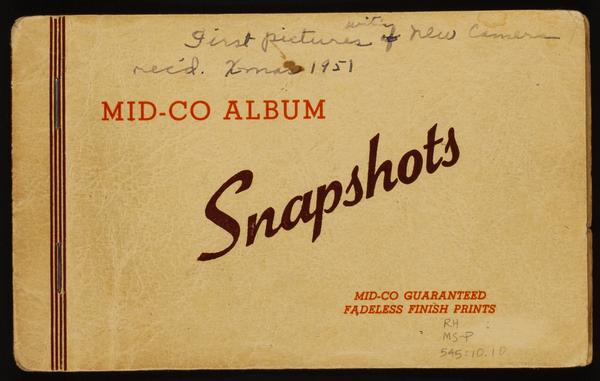 First pictures with New Camera
rec'd. Xmas 1951
MID-CO ALBUM
Snapshots
MID-CO GUARANTEED
FADELESS FINISH PRINTS
RH
MS-P
545:10.10